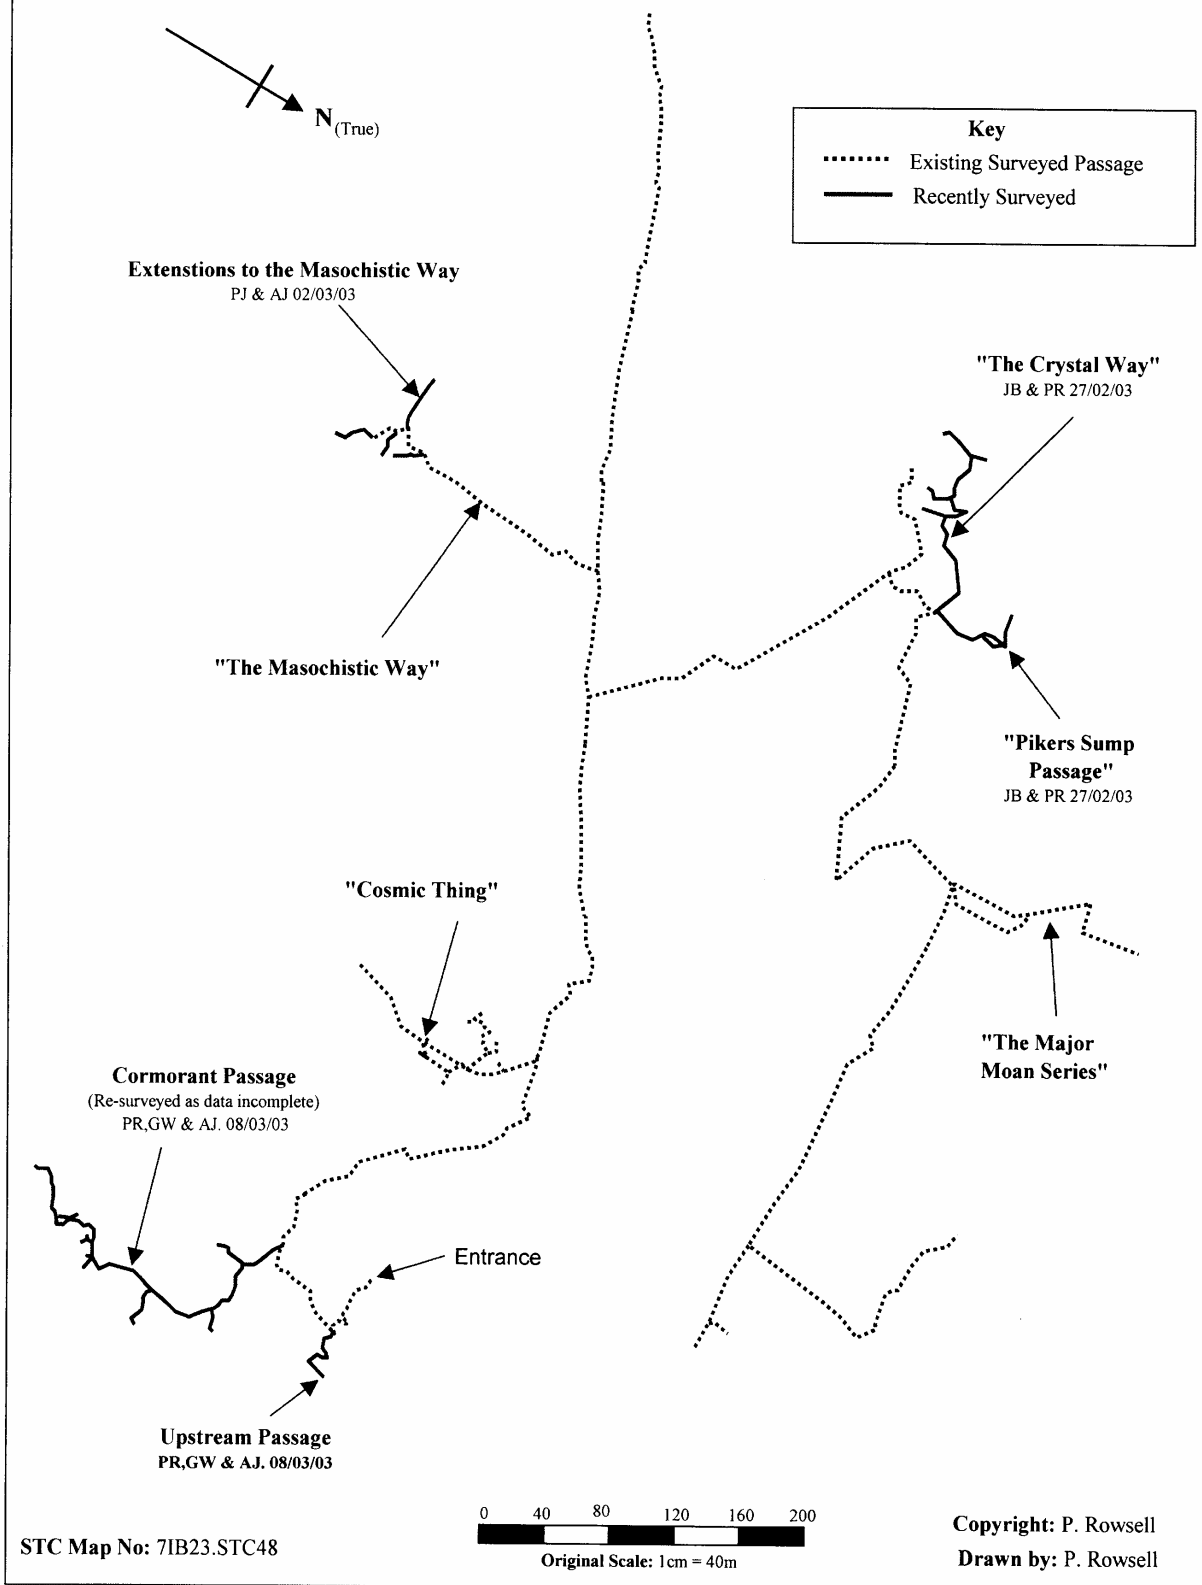 N(True)
Key
Existing Surveyed Passage
Recently Surveyed
Extenstions to the Masochistic Way
PJ & AJ 02/03/03
"The Crystal Way"
JB & PR 27/02/03
"The Masochistic Way"
"Pikers Sump
Passage"
JB & PR 27/02/03
"Cosmic Thing"
"The Major
Moan Series"
Cormorant Passage
(Re-surveyed as data incomplete)
PR,GW & AJ. 08/03/03
Entrance
Upstream Passage
PR,GW & AJ. 08/03/03
0 40 80 120 160 200
Original Scale: 1cm = 40m
STC Map No: 7IB23.STC48
Copyright: P. Rowsell
Drawn by: P. Rowsell